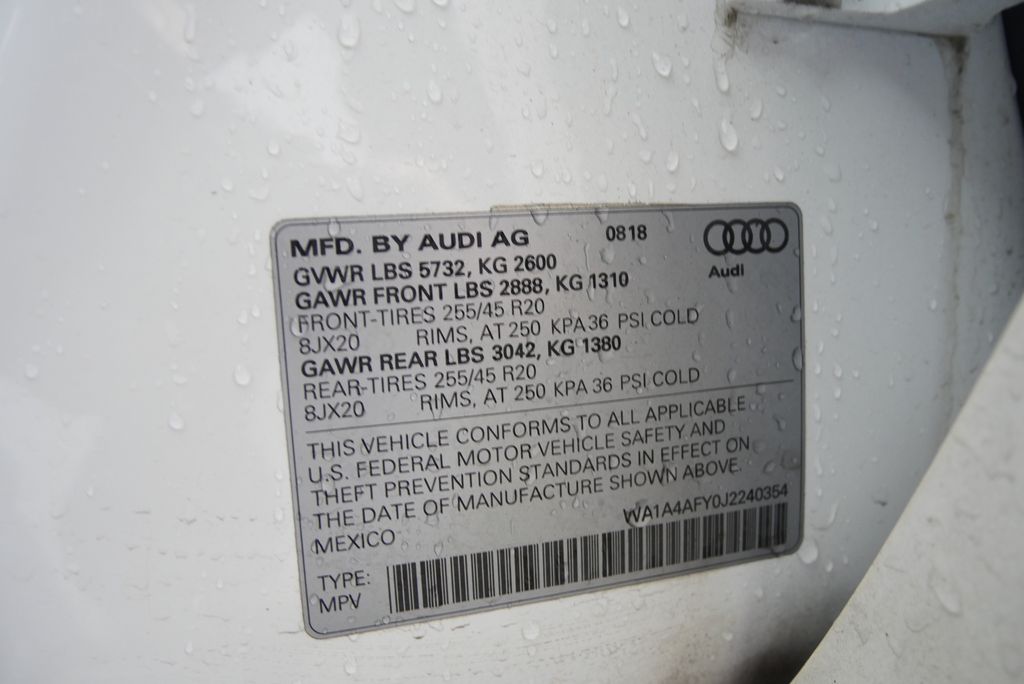 MFD. BY AUDI AG 0818
Audi
GVWR LBS 5732, KG 2600
GAWR FRONT LBS 2888, KG 1310
FRONT-TIRES 255/45 R20
8JX20 RIMS, AT 250 KPA 36 PSI COLD
GAWR REAR LBS 3042, KG 1380
REAR-TIRES 255/45 R20
8JX20 RIMS, AT 250 KPA 36 PSI COLD
THIS VEHICLE CONFORMS TO ALL APPLICABLE
U.S. FEDERAL MOTOR VEHICLE SAFETY AND
THEFT PREVENTION STANDARDS IN EFFECT ON
THE DATE OF MANUFACTURE SHOWN ABOVE.
MEXICO WA1A4AFY0J2240354
TYPE:
MPV